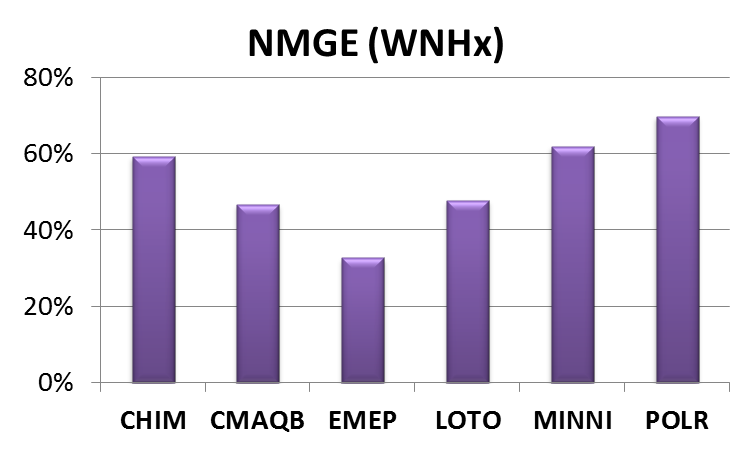 NMGE (WNHx)
80%
60%
40%
20%
0%
CHIM CMAQB EMEP LOTO MINNI POLR